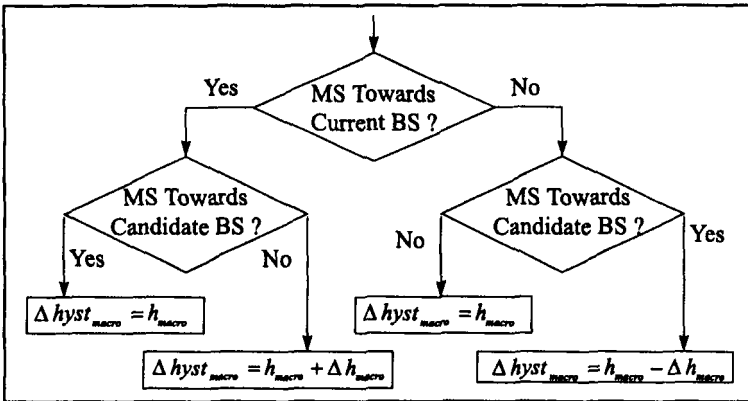 MS Towards
Current BS ?
Yes
No
MS Towards
Candidate BS ?
Yes
No
MS Towards
Candidate BS ?
No
Yes
Δ hyst_macro = h_macro
Δ hyst_macro = h_macro
Δ hyst_macro = h_macro + Δ h_macro
Δ hyst_macro = h_macro − Δ h_macro